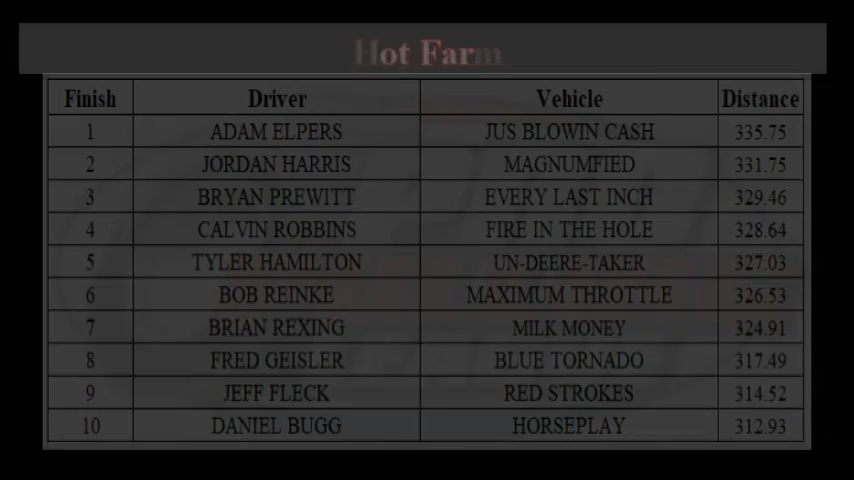 Hot Farm
Finish Driver Vehicle Distance
1 ADAM ELPERS JUS BLOWIN CASH 335.75
2 JORDAN HARRIS MAGNUMFIED 331.75
3 BRYAN PREWITT EVERY LAST INCH 329.46
4 CALVIN ROBBINS FIRE IN THE HOLE 328.64
5 TYLER HAMILTON UN-DEERE-TAKER 327.03
6 BOB REINKE MAXIMUM THROTTLE 326.53
7 BRIAN REXING MILK MONEY 324.91
8 FRED GEISLER BLUE TORNADO 317.49
9 JEFF FLECK RED STROKES 314.52
10 DANIEL BUGG HORSEPLAY 312.93